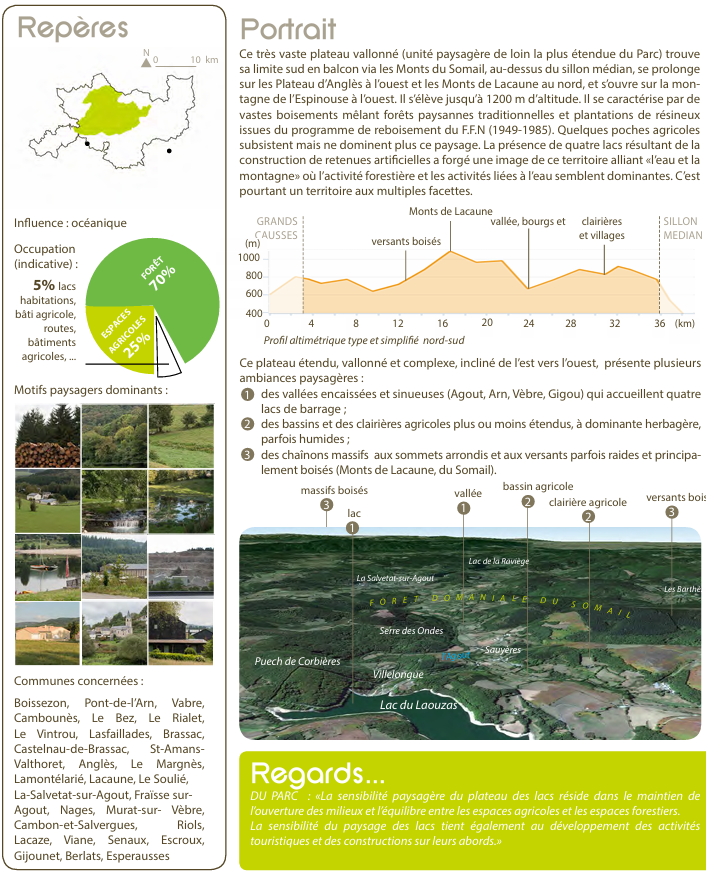 Repères
N
0 10 km
Influence : océanique
Occupation
(indicative) :
5% lacs
habitations,
bâti agricole,
routes,
bâtiments
agricoles, ...
FORÊT
70%
ESPACES
AGRICOLES
25%
Motifs paysagers dominants :
Communes concernées :
Boissezon, Pont-de-l’Arn, Vabre,
Cambounès, Le Bez, Le Rialet,
Le Vintrou, Lasfaillades, Brassac,
Castelnau-de-Brassac, St-Amans-
Valthoret, Anglès, Le Margnès,
Lamontélarié, Lacaune, Le Soulié,
La-Salvetat-sur-Agout, Fraïsse sur-
Agout, Nages, Murat-sur- Vèbre,
Cambon-et-Salvergues, Riols,
Lacaze, Viane, Senaux, Escroux,
Gijounet, Berlats, Esperausses
Portrait
Ce très vaste plateau vallonné (unité paysagère de loin la plus étendue du Parc) trouve
sa limite sud en balcon via les Monts du Somail, au-dessus du sillon médian, se prolonge
sur les Plateau d’Anglès à l’ouest et les Monts de Lacaune au nord, et s’ouvre sur la mon-
tagne de l’Espinouse à l’ouest. Il s’élève jusqu’à 1200 m d’altitude. Il se caractérise par de
vastes boisements mêlant forêts paysannes traditionnelles et plantations de résineux
issues du programme de reboisement du F.F.N (1949-1985). Quelques poches agricoles
subsistent mais ne dominent plus ce paysage. La présence de quatre lacs résultant de la
construction de retenues artificielles a forgé une image de ce territoire alliant «l’eau et la
montagne» où l’activité forestière et les activités liées à l’eau semblent dominantes. C’est
pourtant un territoire aux multiples facettes.
GRANDS
CAUSSES
Monts de Lacaune
versants boisés
vallée, bourgs et
clairières
et villages
SILLON
MEDIAN
(m)
1000
800
600
400
0 4 8 12 16 20 24 28 32 36 (km)
Profil altimétrique type et simplifié nord-sud
Ce plateau étendu, vallonné et complexe, incliné de l’est vers l’ouest, présente plusieurs
ambiances paysagères :
1 des vallées encaissées et sinueuses (Agout, Arn, Vèbre, Gigou) qui accueillent quatre
lacs de barrage ;
2 des bassins et des clairières agricoles plus ou moins étendus, à dominante herbagère,
parfois humides ;
3 des chaînons massifs aux sommets arrondis et aux versants parfois raides et principa-
lement boisés (Monts de Lacaune, du Somail).
massifs boisés
3
lac
1
vallée
1
bassin agricole
2
clairière agricole
2
versants bois
3
Lac de la Raviège
La Salvetat-sur-Agout
Les Barthè
FORET DOMANIALE DU SOMAIL
Serre des Ondes
Sauyères
Puech de Corbières
Villelongue
Lac du Laouzas
Regards...
DU PARC : «La sensibilité paysagère du plateau des lacs réside dans le maintien de
l’ouverture des milieux et l’équilibre entre les espaces agricoles et les espaces forestiers.
La sensibilité du paysage des lacs tient également au développement des activités
touristiques et des constructions sur leurs abords.»